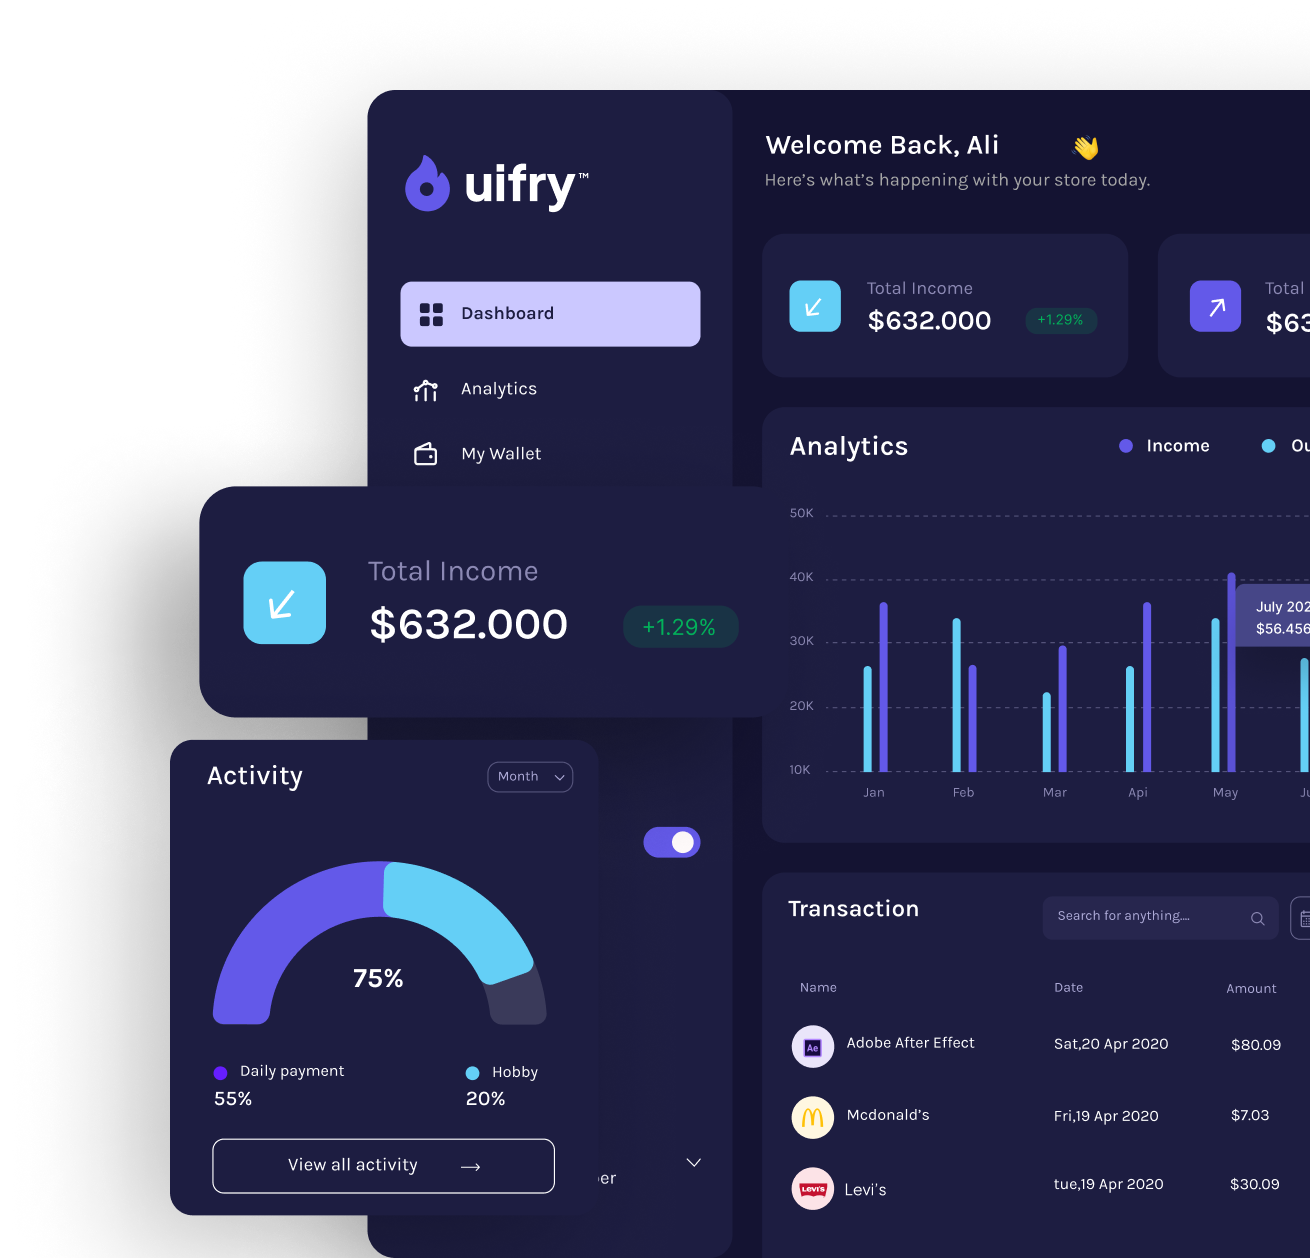 uifry™
Dashboard
Analytics
My Wallet
Welcome Back, Ali 👋
Here's what's happening with your store today.
Total Income
$632.000
+1.29%
Total
$63
Analytics
Income
Ou
50K
40K
30K
20K
10K
Jan
Feb
Mar
Api
May
Ju
July 202
$56.456
Total Income
$632.000
+1.29%
Activity
Month
75%
Daily payment
55%
Hobby
20%
View all activity
er
Transaction
Search for anything....
Name
Date
Amount
Ae
Adobe After Effect
Sat,20 Apr 2020
$80.09
Mcdonald's
Fri,19 Apr 2020
$7.03
Levi's
Levi's
tue,19 Apr 2020
$30.09